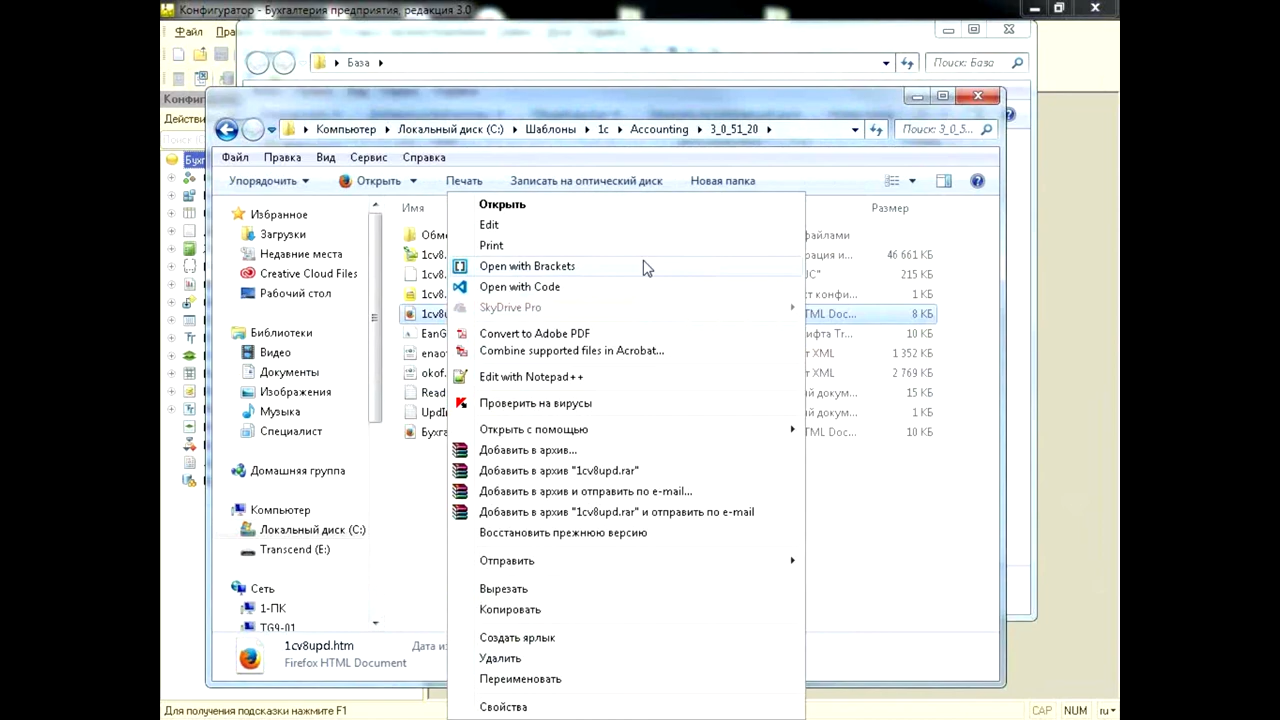 Конфигуратор - Бухгалтерия предприятия, редакция 3.0
Файл
База
Поиск: База
Компьютер
Локальный диск (C:)
Шаблоны
1c
Accounting
3_0_51_20
Поиск: 3_0_5...
Файл Правка Вид Сервис Справка
Упорядочить Открыть Печать Записать на оптический диск Новая папка
Имя
Размер
Избранное
Загрузки
Недавние места
Creative Cloud Files
Рабочий стол
Библиотеки
Видео
Документы
Изображения
Музыка
Специалист
Домашняя группа
Компьютер
Локальный диск (C:)
Transcend (E:)
Сеть
1-ПК
TG9-01
Открыть
Edit
Print
Open with Brackets
Open with Code
SkyDrive Pro
Convert to Adobe PDF
Combine supported files in Acrobat...
Edit with Notepad++
Проверить на вирусы
Открыть с помощью
Добавить в архив...
Добавить в архив "1cv8upd.rar"
Добавить в архив и отправить по e-mail...
Добавить в архив "1cv8upd.rar" и отправить по e-mail
Восстановить прежнюю версию
Отправить
Вырезать
Копировать
Создать ярлык
Удалить
Переименовать
Свойства
46 661 КБ
215 КБ
1 КБ
8 КБ
10 КБ
1 352 КБ
2 769 КБ
15 КБ
1 КБ
10 КБ
1cv8upd.htm
Firefox HTML Document
Для получения подсказки нажмите F1
CAP NUM ru